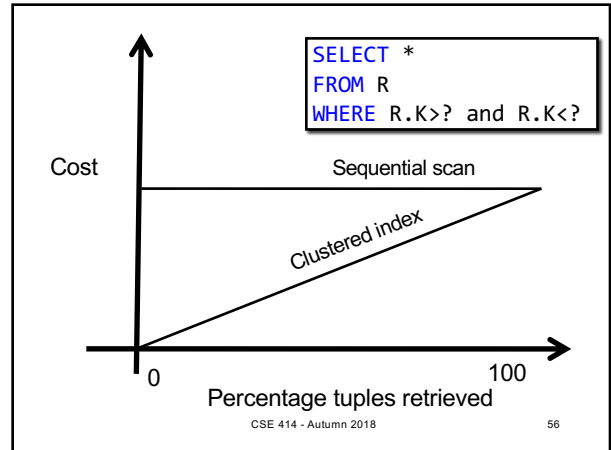 SELECT *
FROM R
WHERE R.K>? and R.K<?
Cost
Sequential scan
Clustered index
0
100
Percentage tuples retrieved
CSE 414 - Autumn 2018
56